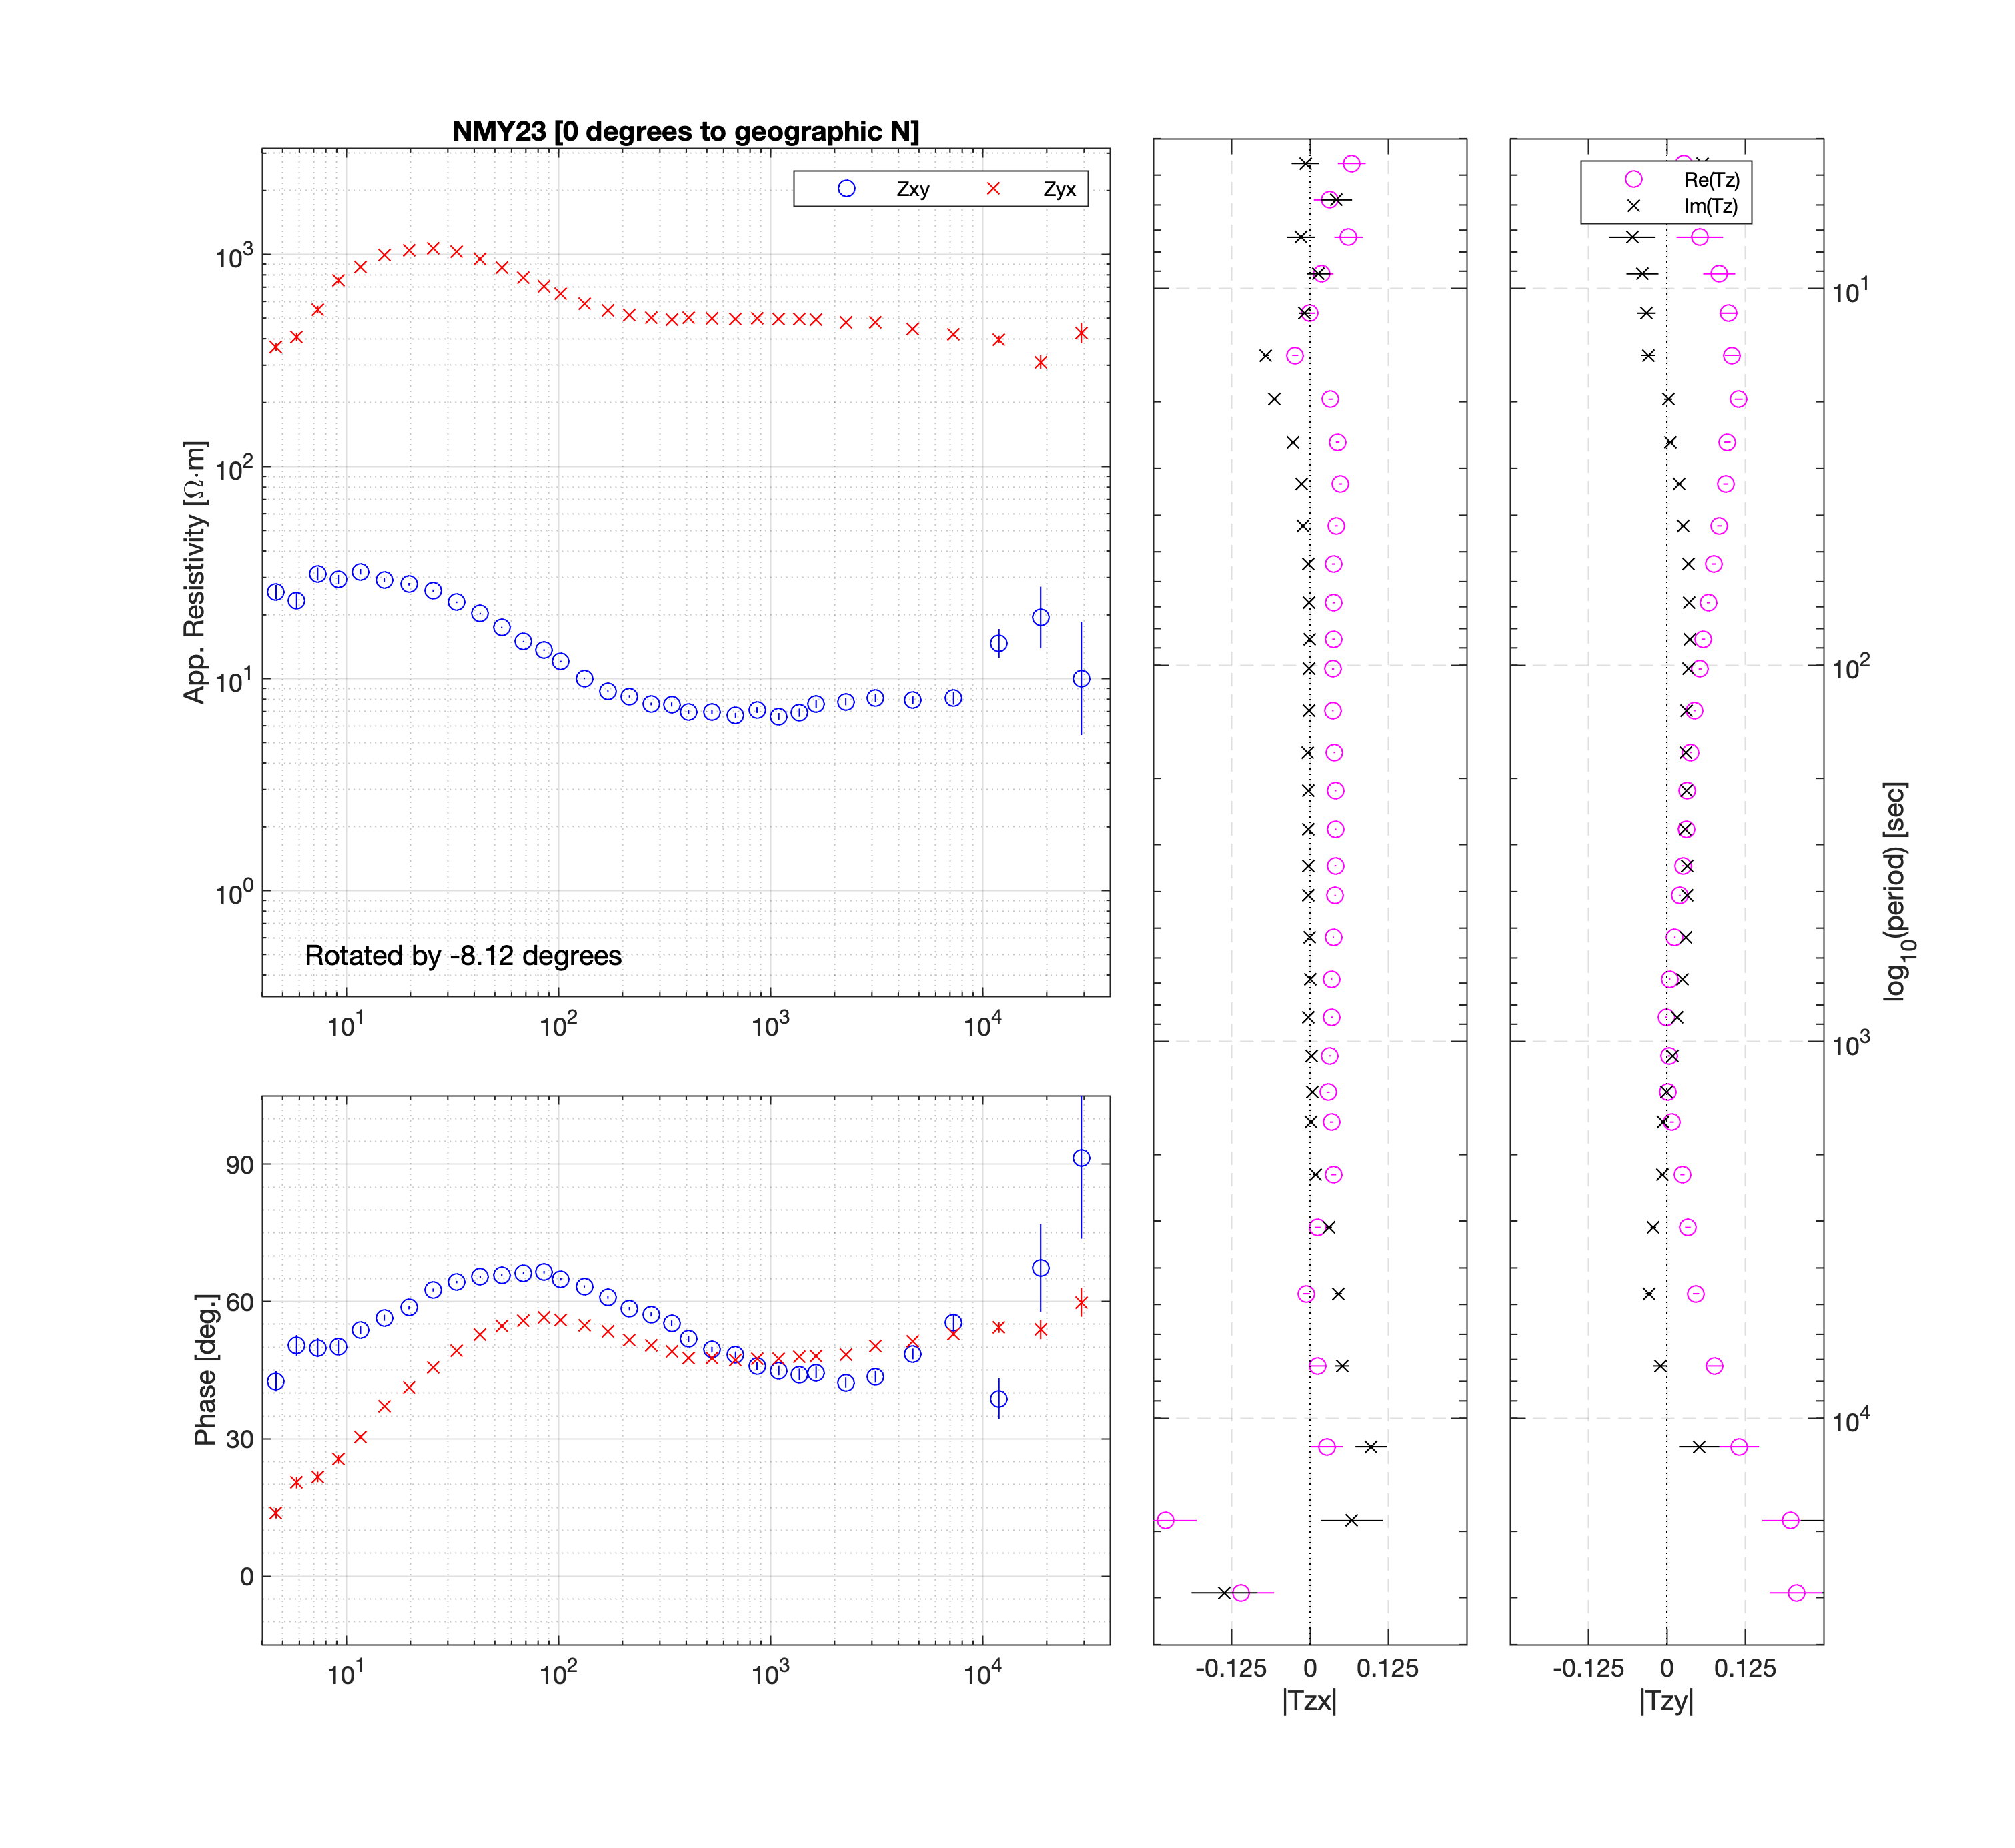 NMY23 [0 degrees to geographic N]
Zxy Zyx
App. Resistivity [Ω·m]
10³
10²
10¹
10⁰
Rotated by -8.12 degrees
10¹ 10² 10³ 10⁴
Phase [deg.]
90
60
30
0
10¹ 10² 10³ 10⁴
-0.125 0 0.125
|Tzx|
Re(Tz)
Im(Tz)
-0.125 0 0.125
|Tzy|
10¹
10²
10³
10⁴
log₁₀(period) [sec]